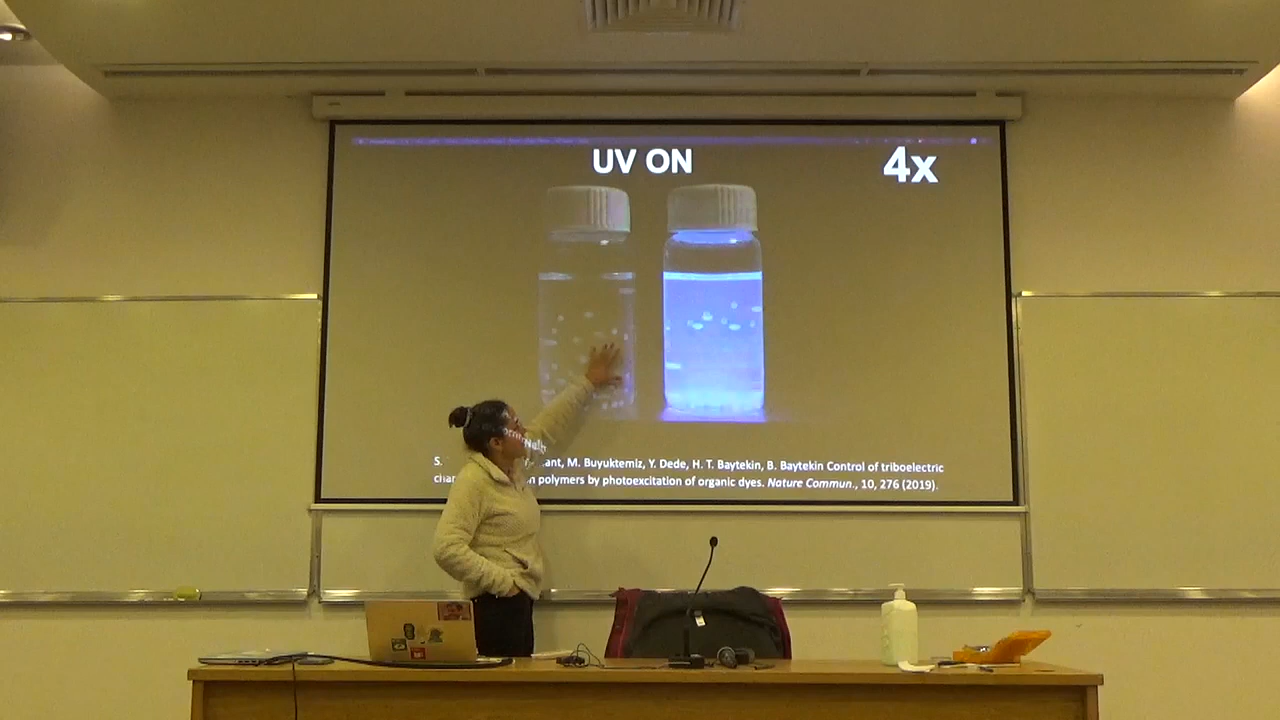 UV ON
4x
S. ant, M. Buyuktemiz, Y. Dede, H. T. Baytekin, B. Baytekin Control of triboelectric
polymers by photoexcitation of organic dyes. Nature Commun., 10, 276 (2019).